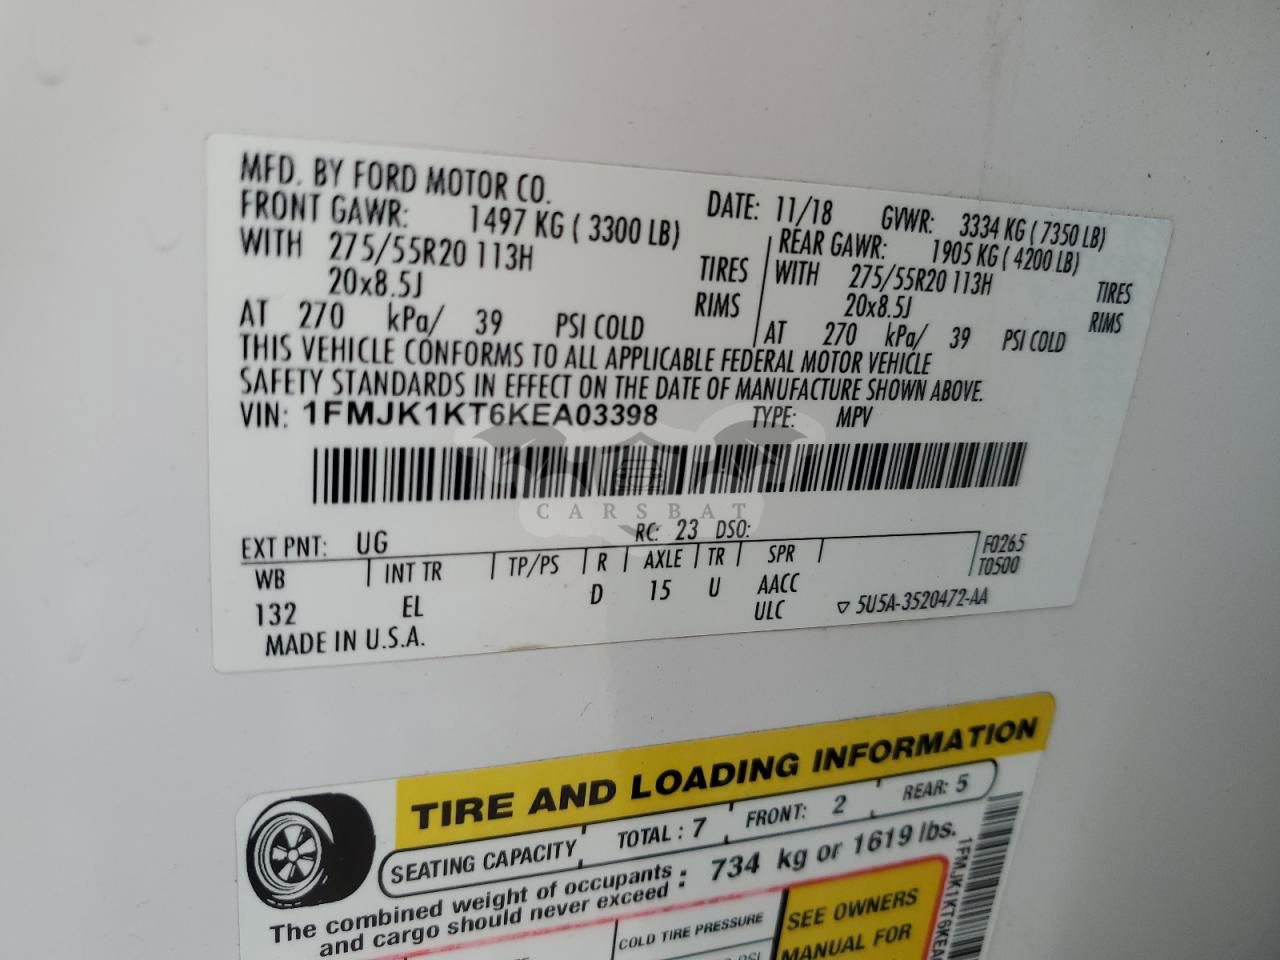 MFD. BY FORD MOTOR CO.
DATE: 11/18 GVWR: 3334 KG ( 7350 LB)
FRONT GAWR: 1497 KG ( 3300 LB) REAR GAWR: 1905 KG ( 4200 LB)
WITH 275/55R20 113H TIRES WITH 275/55R20 113H TIRES
20x8.5J RIMS 20x8.5J RIMS
AT 270 kPa/ 39 PSI COLD AT 270 kPa/ 39 PSI COLD
THIS VEHICLE CONFORMS TO ALL APPLICABLE FEDERAL MOTOR VEHICLE
SAFETY STANDARDS IN EFFECT ON THE DATE OF MANUFACTURE SHOWN ABOVE.
VIN: 1FMJK1KT6KEA03398 TYPE: MPV
CARSBAT
EXT PNT: UG RC: 23 DSO:
WB INT TR TP/PS R AXLE TR SPR F0265
T0500
132 EL D 15 U AACC
ULC ▽ 5U5A-3520472-AA
MADE IN U.S.A.
TIRE AND LOADING INFORMATION
SEATING CAPACITY TOTAL : 7 FRONT: 2 REAR: 5
The combined weight of occupants : 734 kg or 1619 lbs.
and cargo should never exceed
COLD TIRE PRESSURE
SEE OWNERS
MANUAL FOR
1FMJK1KT6KEA